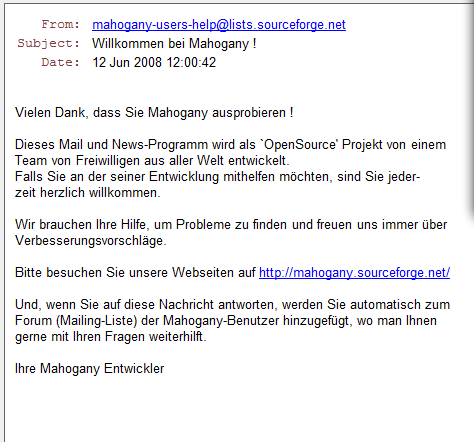 From: mahogany-users-help@lists.sourceforge.net
Subject: Willkommen bei Mahogany !
Date: 12 Jun 2008 12:00:42
Vielen Dank, dass Sie Mahogany ausprobieren !
Dieses Mail und News-Programm wird als `OpenSource' Projekt von einem
Team von Freiwilligen aus aller Welt entwickelt.
Falls Sie an der seiner Entwicklung mithelfen möchten, sind Sie jeder-
zeit herzlich willkommen.
Wir brauchen Ihre Hilfe, um Probleme zu finden und freuen uns immer über
Verbesserungsvorschläge.
Bitte besuchen Sie unsere Webseiten auf http://mahogany.sourceforge.net/
Und, wenn Sie auf diese Nachricht antworten, werden Sie automatisch zum
Forum (Mailing-Liste) der Mahogany-Benutzer hinzugefügt, wo man Ihnen
gerne mit Ihren Fragen weiterhilft.
Ihre Mahogany Entwickler